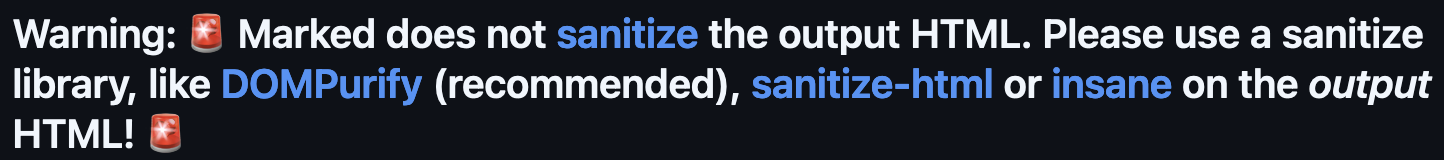 Warning: 🚨 Marked does not sanitize the output HTML. Please use a sanitize
library, like DOMPurify (recommended), sanitize-html or insane on the output
HTML! 🚨